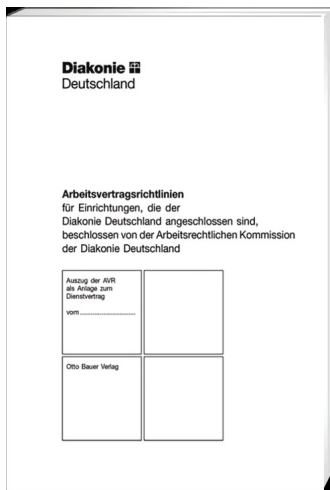 Diakonie
Deutschland
Arbeitsvertragsrichtlinien
für Einrichtungen, die der
Diakonie Deutschland angeschlossen sind,
beschlossen von der Arbeitsrechtlichen Kommission
der Diakonie Deutschland
Auszug der AVR
als Anlage zum
Dienstvertrag
vom..............................
Otto Bauer Verlag